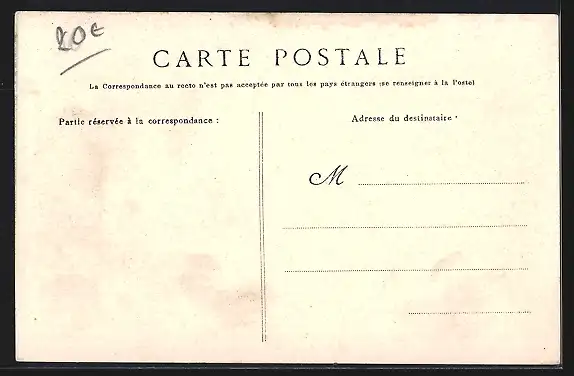 20€
CARTE POSTALE
La Correspondance au recto n'est pas acceptée par tous les pays étrangers (se renseigner à la Poste)
Partie réservée à la correspondance :
Adresse du destinataire :
M